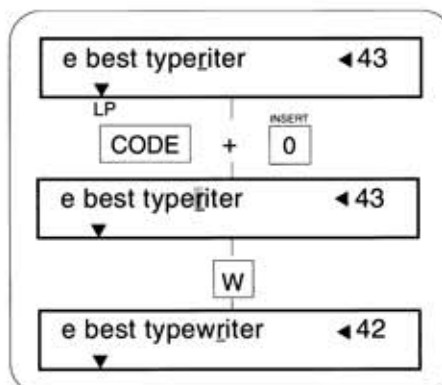 e best typeriter ◄43
LP
INSERT
CODE + 0
e best typeriter ◄43
W
e best typewriter ◄42